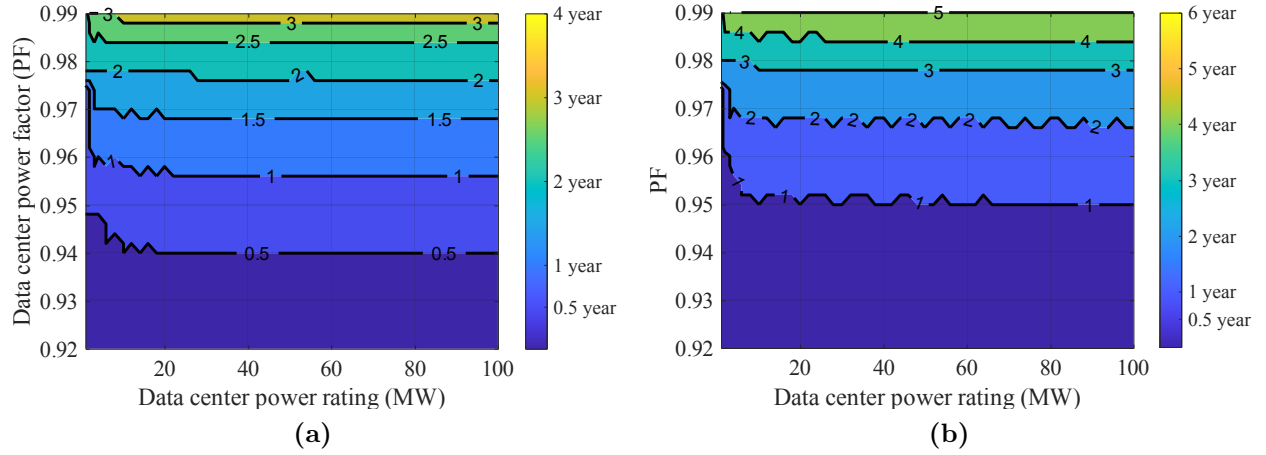 0.99
0.98
0.97
0.96
0.95
0.94
0.93
0.92
Data center power factor (PF)
3 3 3
2.5 2.5
2 2 2
1.5 1.5
1 1 1
0.5 0.5
20 40 60 80 100
Data center power rating (MW)
4 year
3 year
2 year
1 year
0.5 year
(a)
0.99
0.98
0.97
0.96
0.95
0.94
0.93
0.92
PF
5
4 4 4
3 3 3
2 2 2 2 2 2
1 1 1 1
20 40 60 80 100
Data center power rating (MW)
6 year
5 year
4 year
3 year
2 year
1 year
0.5 year
(b)